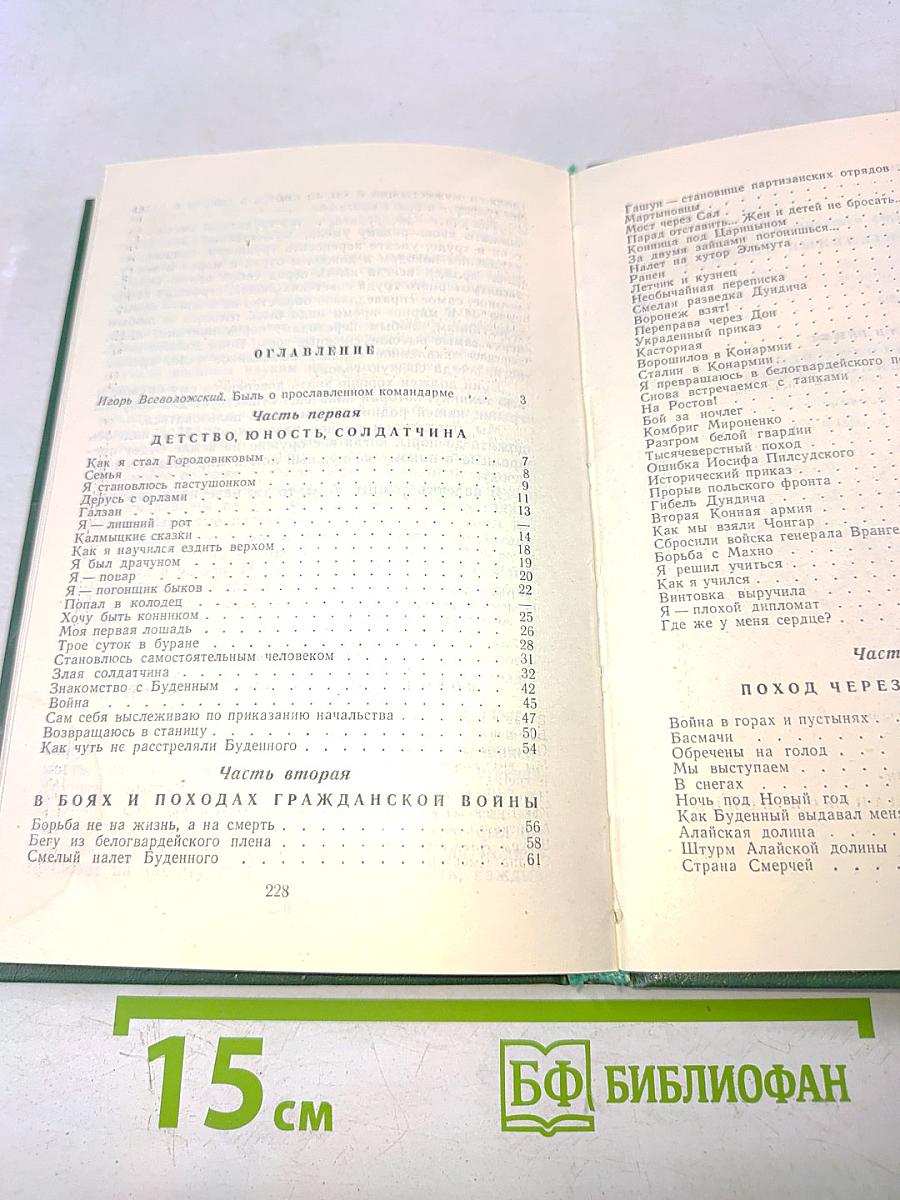 ОГЛАВЛЕНИЕ
Игорь Всеволожский. Быль о прославленном командарме . . . 3
Часть первая
ДЕТСТВО, ЮНОСТЬ, СОЛДАТЧИНА
Как я стал Городовиковым . . . 7
Семья . . . 8
Я становлюсь пастушонком . . . 9
Дерусь с орлами . . . 11
Галзан . . . 13
Я — лишний рот . . . —
Калмыцкие сказки . . . 14
Как я научился ездить верхом . . . 18
Я был драчуном . . . 19
Я — повар . . . 20
Я — погонщик быков . . . 22
Попал в колодец . . . —
Хочу быть конником . . . 25
Моя первая лошадь . . . 26
Трое суток в буране . . . 28
Становлюсь самостоятельным человеком . . . 31
Злая солдатчина . . . 32
Знакомство с Буденным . . . 42
Война . . . 45
Сам себя выслеживаю по приказанию начальства . . . 47
Возвращаюсь в станицу . . . 50
Как чуть не расстреляли Буденного . . . 54
Часть вторая
В БОЯХ И ПОХОДАХ ГРАЖДАНСКОЙ ВОЙНЫ
Борьба не на жизнь, а на смерть . . . 56
Бегу из белогвардейского плена . . . 58
Смелый налет Буденного . . . 61
228
Гашун — становище партизанских отрядов . . .
Мартыновцы . . .
Мост через Сал . . .
Парад отставить... Жен и детей не бросать...
Конница под Царицыном . . .
За двумя зайцами погонишься...
Налет на хутор Эльмута . . .
Ранен . . .
Летчик и кузнец . . .
Необычайная переписка . . .
Смелая разведка Дундича . . .
Воронеж взят! . . .
Переправа через Дон . . .
Украденный приказ . . .
Касторная . . .
Ворошилов в Конармии . . .
Сталин в Конармии . . .
Я превращаюсь в белогвардейского по
Снова встречаемся с танками . . .
На Ростов! . . .
Бой за ночлег . . .
Комбриг Мироненко . . .
Разгром белой гвардии . . .
Тысячеверстный поход . . .
Ошибка Иосифа Пилсудского . . .
Исторический приказ . . .
Прорыв польского фронта . . .
Гибель Дундича . . .
Вторая Конная армия . . .
Как мы взяли Чонгар . . .
Сбросили войска генерала Вранге
Борьба с Махно . . .
Я решил учиться . . .
Как я учился . . .
Винтовка выручила . . .
Я — плохой дипломат . . .
Где же у меня сердце? . . .
Част
ПОХОД ЧЕРЕЗ
Война в горах и пустынях . . .
Басмачи . . .
Обречены на голод . . .
Мы выступаем . . .
В снегах . . .
Ночь под Новый год . . .
Как Буденный выдавал меня
Алайская долина . . .
Штурм Алайской долины . . .
Страна Смерчей . . .
15 см
БФ БИБЛИОФАН